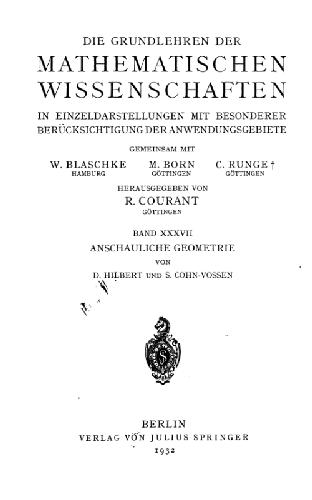 DIE GRUNDLEHREN DER
MATHEMATISCHEN
WISSENSCHAFTEN
IN EINZELDARSTELLUNGEN MIT BESONDERER
BERÜCKSICHTIGUNG DER ANWENDUNGSGEBIETE
GEMEINSAM MIT
W. BLASCHKE M. BORN C. RUNGE†
HAMBURG GÖTTINGEN GÖTTINGEN
HERAUSGEGEBEN VON
R. COURANT
GÖTTINGEN
BAND XXXVII
ANSCHAULICHE GEOMETRIE
VON
D. HILBERT UND S. COHN-VOSSEN
BERLIN
VERLAG VON JULIUS SPRINGER
1932